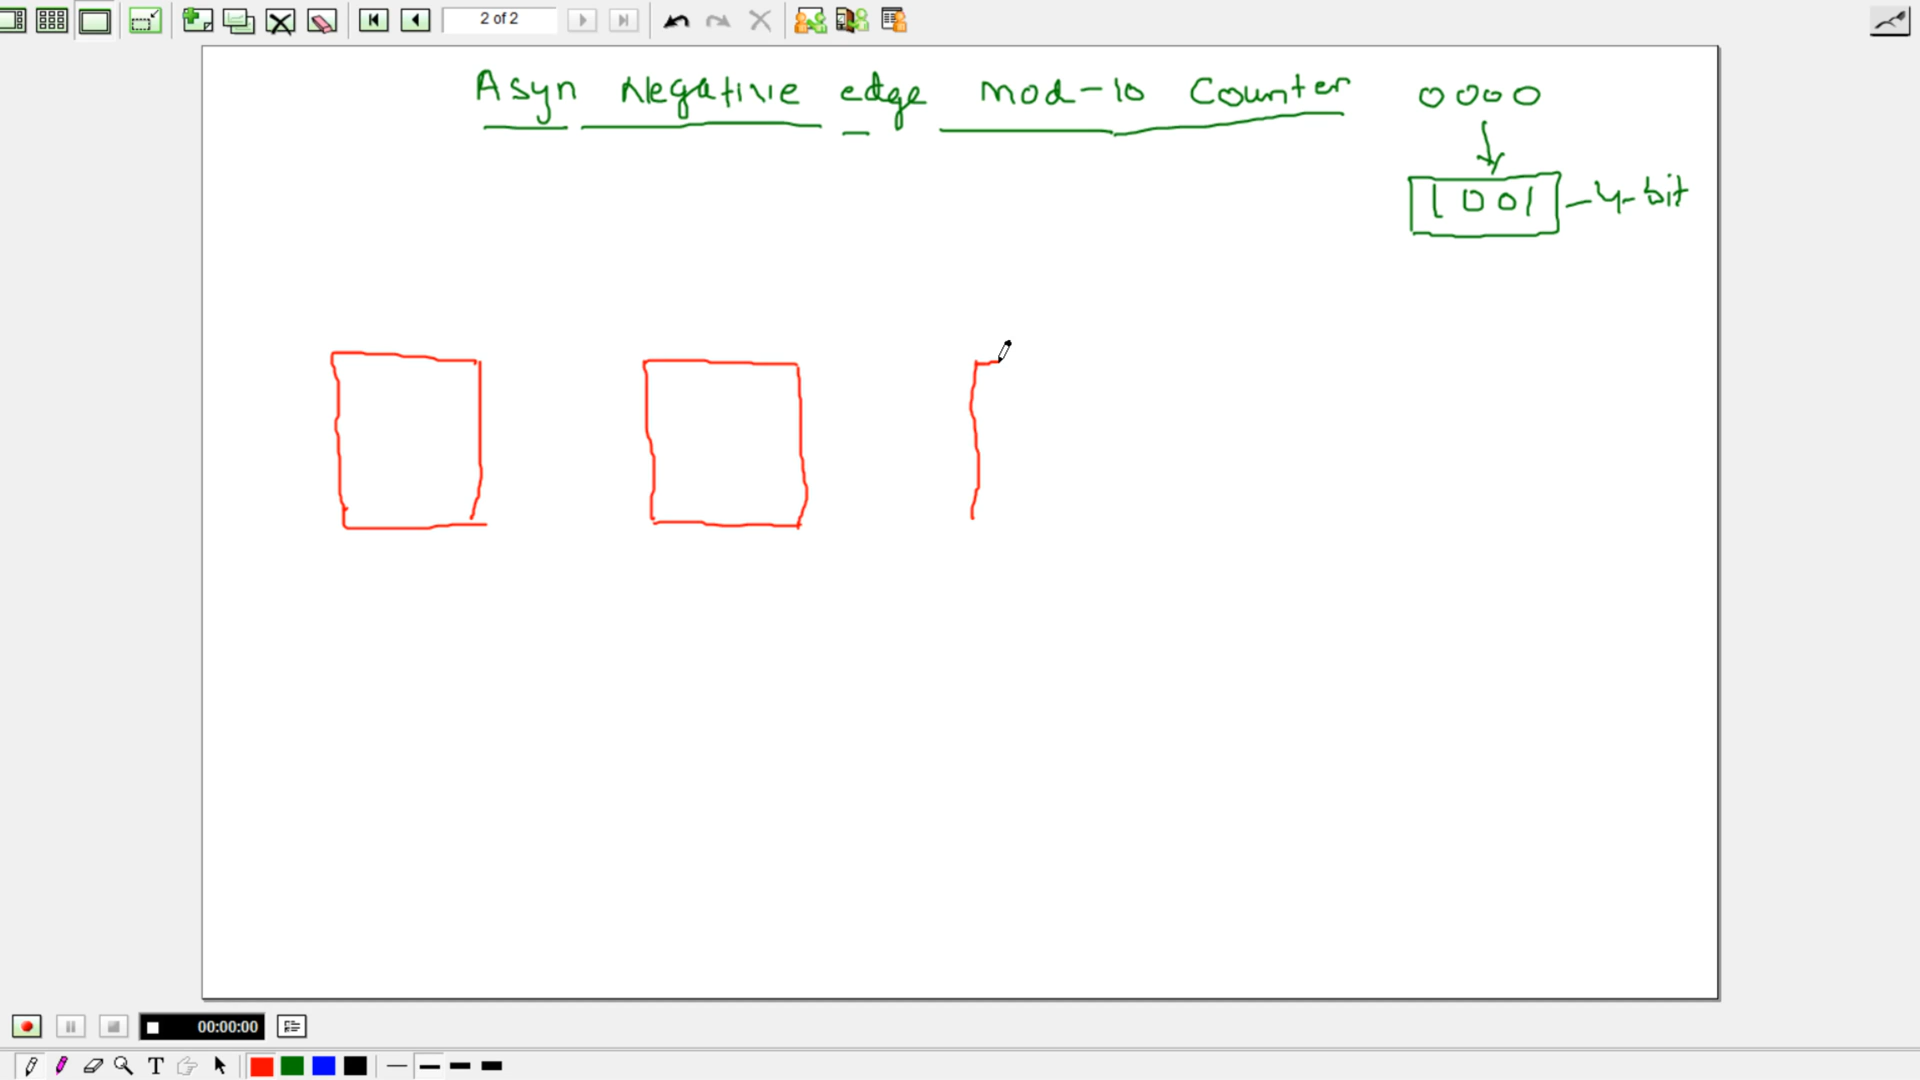 2 of 2
Asyn Negative edge mod-10 Counter
0000
1001 - 4-bit
00:00:00
T